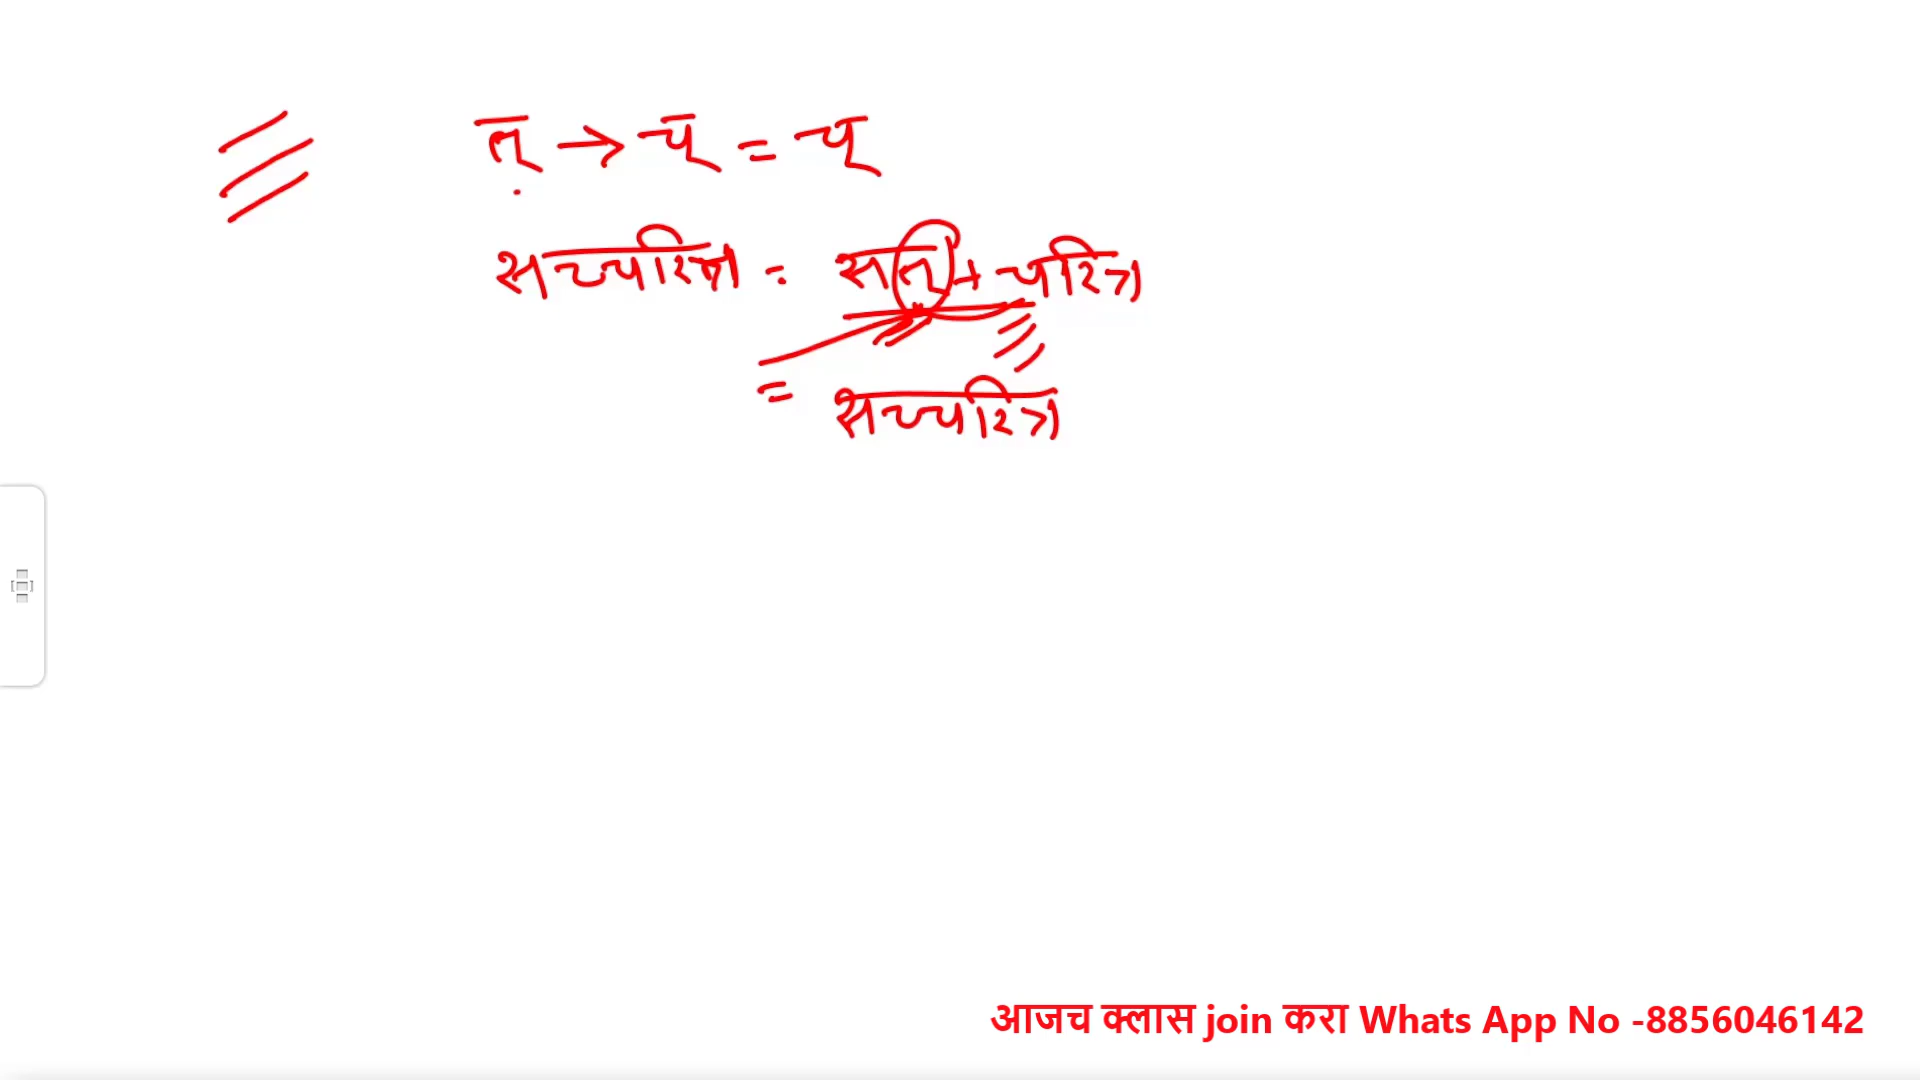 त् → च् = च्
सच्चरित्र = सत् + चरित्र
= सच्चरित्र
आजच क्लास join करा Whats App No -8856046142